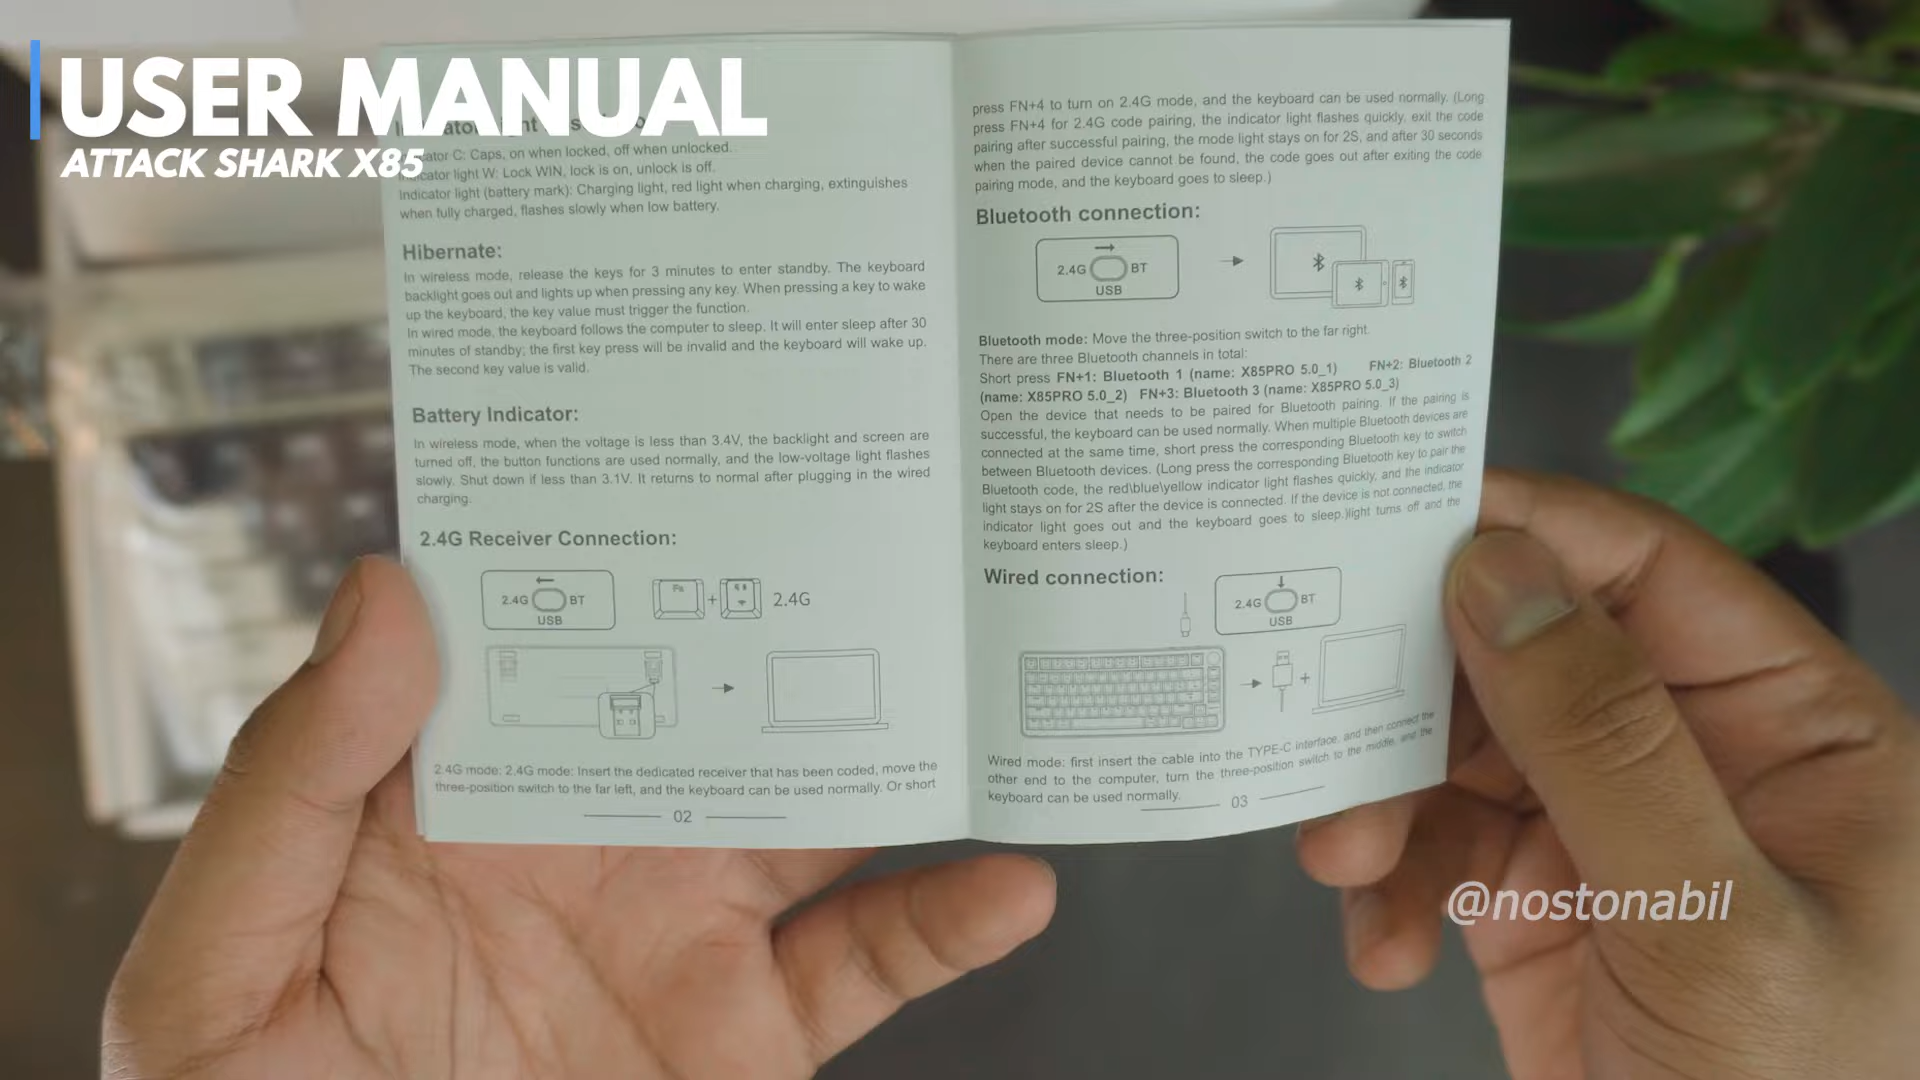 USER MANUAL
ATTACK SHARK X85
cator C: Caps, on when locked, off when unlocked.
cator light W: Lock WIN, lock is on, unlock is off.
Indicator light (battery mark): Charging light, red light when charging, extinguishes
when fully charged, flashes slowly when low battery.
Hibernate:
In wireless mode, release the keys for 3 minutes to enter standby. The keyboard
backlight goes out and lights up when pressing any key. When pressing a key to wake
up the keyboard, the key value must trigger the function.
In wired mode, the keyboard follows the computer to sleep. It will enter sleep after 30
minutes of standby; the first key press will be invalid and the keyboard will wake up.
The second key value is valid.
Battery Indicator:
In wireless mode, when the voltage is less than 3.4V, the backlight and screen are
turned off, the button functions are used normally, and the low-voltage light flashes
slowly. Shut down if less than 3.1V. It returns to normal after plugging in the wired
charging.
2.4G Receiver Connection:
2.4G BT
USB
Fn + 2.4G
2.4G mode: 2.4G mode: Insert the dedicated receiver that has been coded, move the
three-position switch to the far left, and the keyboard can be used normally. Or short
02
press FN+4 to turn on 2.4G mode, and the keyboard can be used normally. (Long
press FN+4 for 2.4G code pairing, the indicator light flashes quickly, exit the code
pairing after successful pairing, the mode light stays on for 2S, and after 30 seconds
when the paired device cannot be found, the code goes out after exiting the code
pairing mode, and the keyboard goes to sleep.)
Bluetooth connection:
2.4G BT
USB
Bluetooth mode: Move the three-position switch to the far right.
There are three Bluetooth channels in total:
Short press FN+1: Bluetooth 1 (name: X85PRO 5.0_1) FN+2: Bluetooth 2
(name: X85PRO 5.0_2) FN+3: Bluetooth 3 (name: X85PRO 5.0_3)
Open the device that needs to be paired for Bluetooth pairing. If the pairing is
successful, the keyboard can be used normally. When multiple Bluetooth devices are
connected at the same time, short press the corresponding Bluetooth key to switch
between Bluetooth devices. (Long press the corresponding Bluetooth key to pair the
Bluetooth code, the red\blue\yellow indicator light flashes quickly, and the indicator
light stays on for 2S after the device is connected. If the device is not connected, the
indicator light goes out and the keyboard goes to sleep.)light turns off and the
keyboard enters sleep.)
Wired connection:
2.4G BT
USB
+
Wired mode: first insert the cable into the TYPE-C interface, and then connect the
other end to the computer, turn the three-position switch to the middle, and the
keyboard can be used normally.
03
@nostonabil